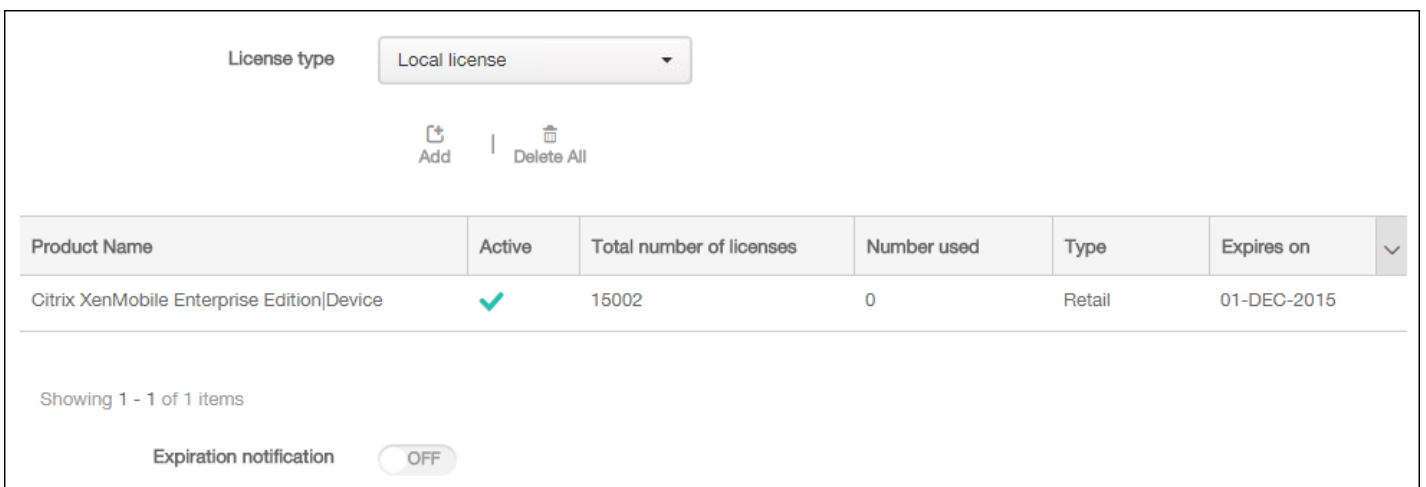 License type Local license
Add | Delete All
Product Name Active Total number of licenses Number used Type Expires on
Citrix XenMobile Enterprise Edition|Device 15002 0 Retail 01-DEC-2015
Showing 1 - 1 of 1 items
Expiration notification OFF